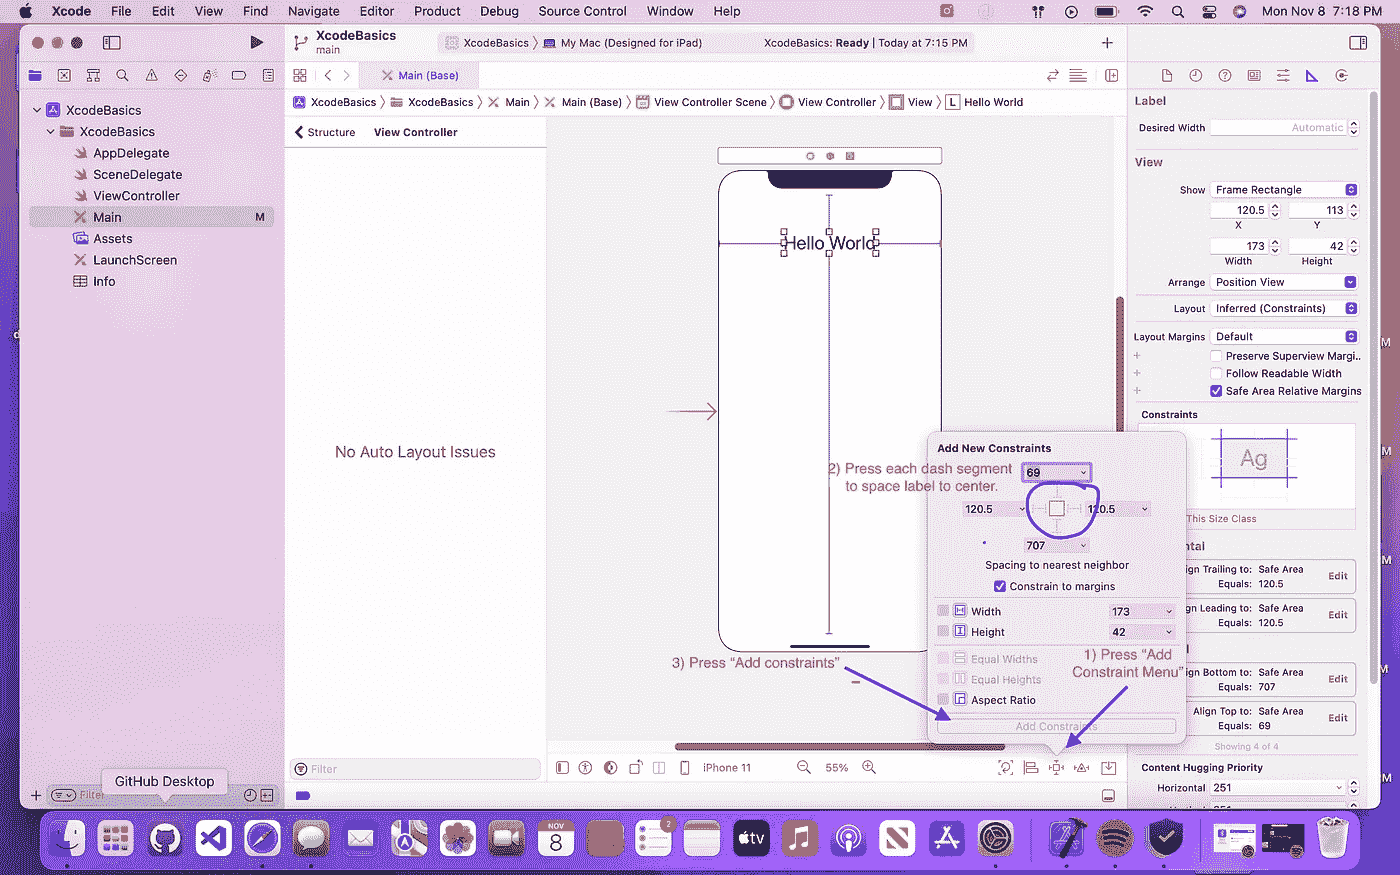 Xcode File Edit View Find Navigate Editor Product Debug Source Control Window Help Mon Nov 8 7:18 PM
XcodeBasics
main
XcodeBasics My Mac (Designed for iPad) XcodeBasics: Ready | Today at 7:15 PM
Main (Base)
XcodeBasics XcodeBasics Main Main (Base) View Controller Scene View Controller View L Hello World
XcodeBasics
XcodeBasics
AppDelegate
SceneDelegate
ViewController
Main M
Assets
LaunchScreen
Info
Filter
GitHub Desktop
Structure View Controller
No Auto Layout Issues
Filter
Hello World
2) Press each dash segment
to space label to center.
3) Press “Add constraints”
1) Press “Add
Constraint Menu”
Add New Constraints
69
120.5 120.5
707
Spacing to nearest neighbor
Constrain to margins
Width 173
Height 42
Equal Widths
Equal Heights
Aspect Ratio
Add Constraints
iPhone 11 55%
Label
Desired Width Automatic
View
Show Frame Rectangle
120.5 113
X Y
173 42
Width Height
Arrange Position View
Layout Inferred (Constraints)
Layout Margins Default
Preserve Superview Margi..
Follow Readable Width
Safe Area Relative Margins
Constraints
Ag
This Size Class
ntal
ign Trailing to: Safe Area
Equals: 120.5 Edit
gn Leading to: Safe Area
Equals: 120.5 Edit
ign Bottom to: Safe Area
Equals: 707 Edit
Align Top to: Safe Area
Equals: 69 Edit
Showing 4 of 4
Content Hugging Priority
Horizontal 251
NOV
8
2
tv